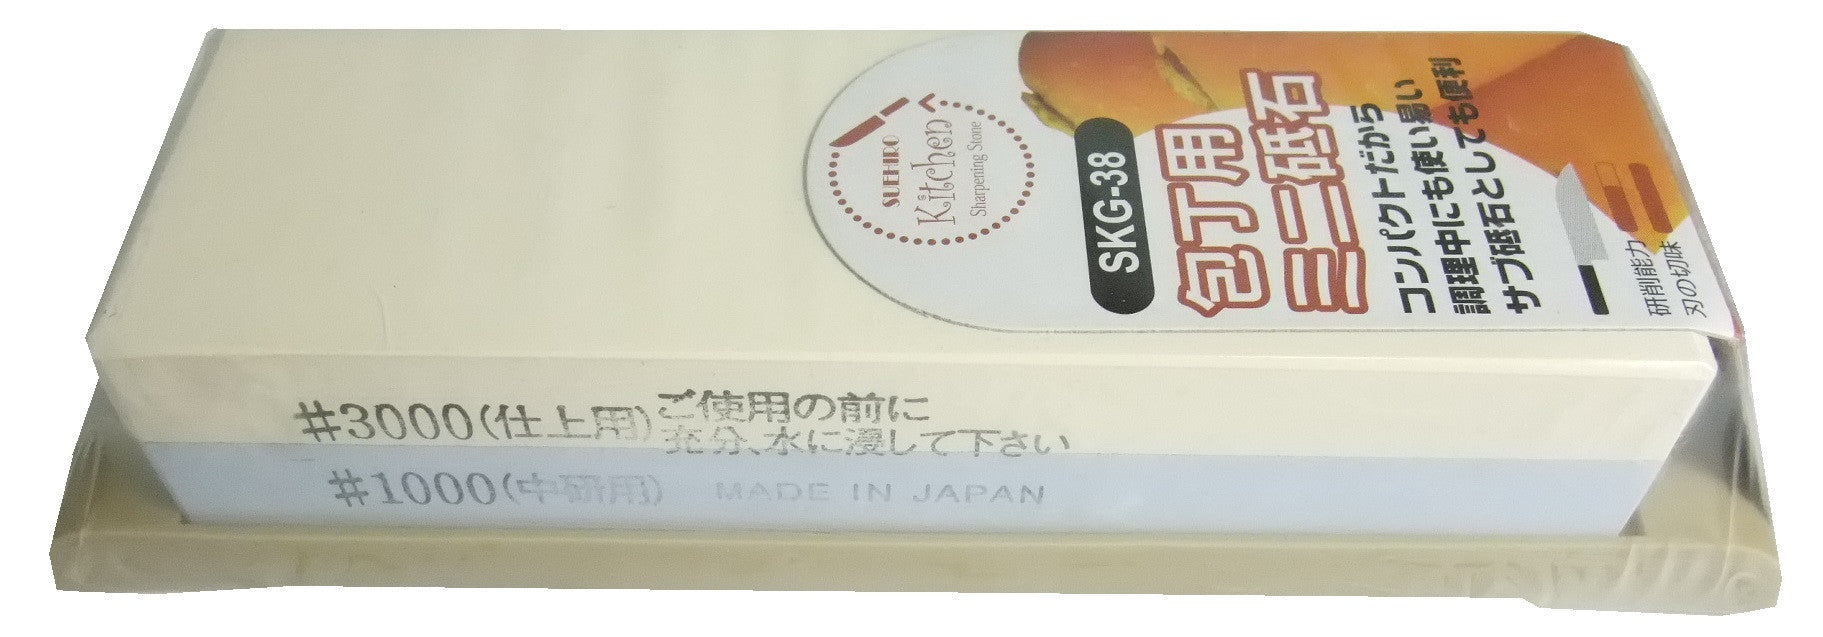 SUEHIRO
Kitchen
Sharpening Stone
SKG-38
包丁用
ミニ砥石
コンパクトだから
調理中にも使い易い
サブ砥石としても便利
研削能力
刃の切味
#3000(仕上用)ご使用の前に
充分、水に浸して下さい
#1000(中研用) MADE IN JAPAN